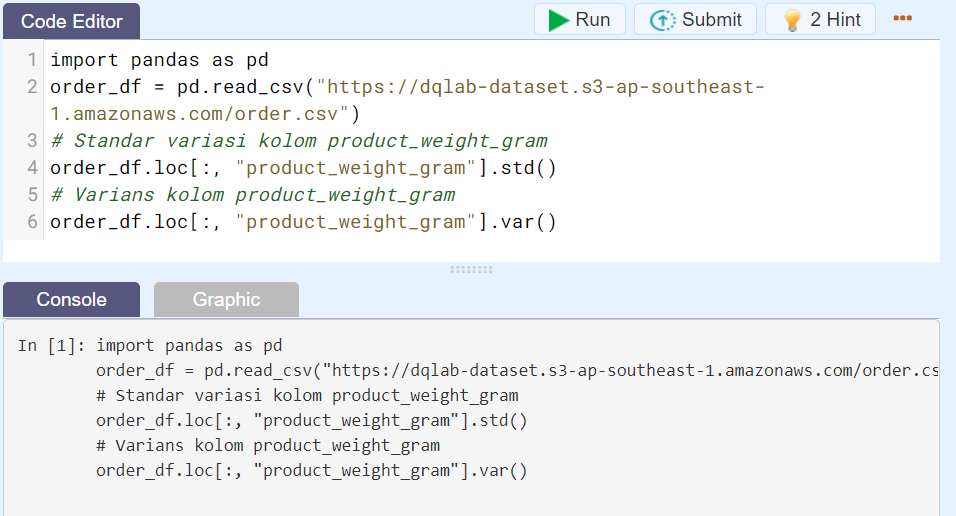 Code Editor
Run
Submit
2 Hint
1 import pandas as pd
2 order_df = pd.read_csv("https://dqlab-dataset.s3-ap-southeast-
1.amazonaws.com/order.csv")
3 # Standar variasi kolom product_weight_gram
4 order_df.loc[:, "product_weight_gram"].std()
5 # Varians kolom product_weight_gram
6 order_df.loc[:, "product_weight_gram"].var()
Console
Graphic
In [1]: import pandas as pd
order_df = pd.read_csv("https://dqlab-dataset.s3-ap-southeast-1.amazonaws.com/order.cs
# Standar variasi kolom product_weight_gram
order_df.loc[:, "product_weight_gram"].std()
# Varians kolom product_weight_gram
order_df.loc[:, "product_weight_gram"].var()